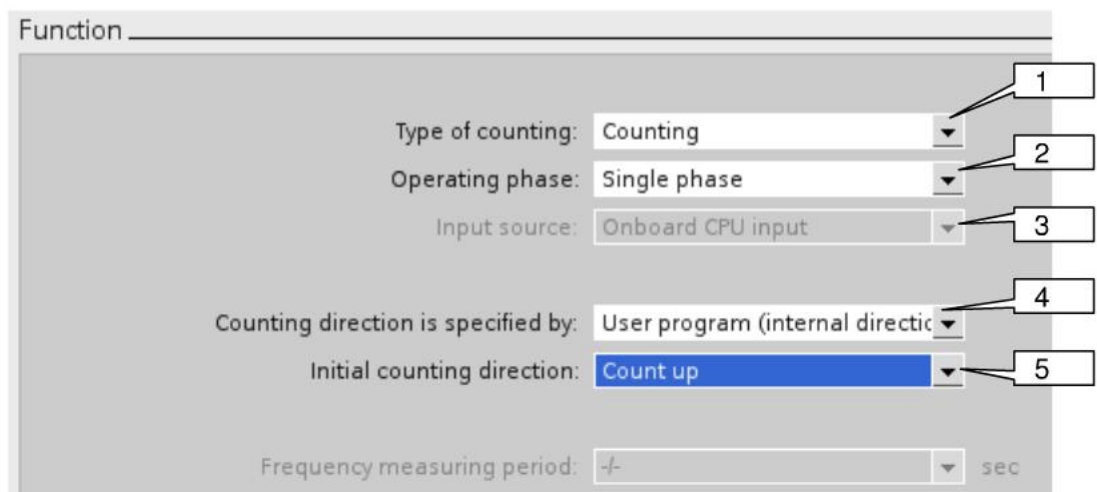 Function
1
Type of counting: Counting
2
Operating phase: Single phase
Input source: Onboard CPU input
3
4
Counting direction is specified by: User program (internal directic
Initial counting direction: Count up
5
Frequency measuring period: -/- sec